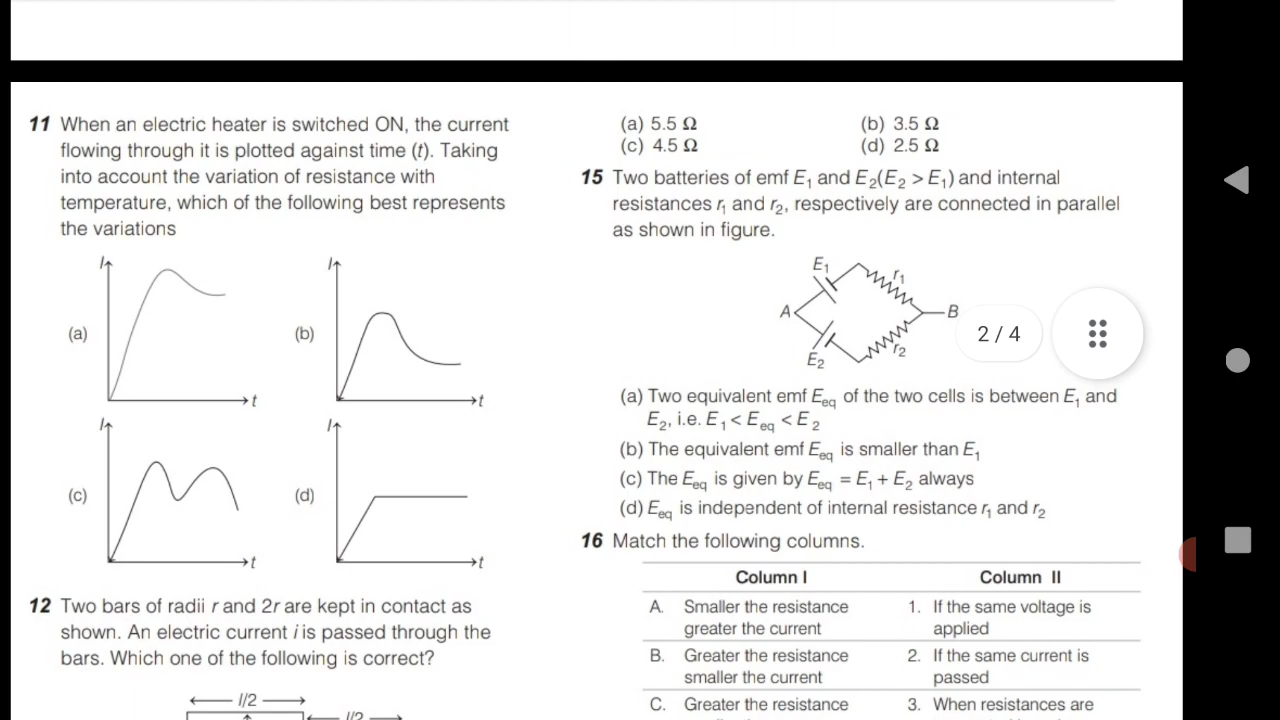 11 When an electric heater is switched ON, the current
flowing through it is plotted against time (t). Taking
into account the variation of resistance with
temperature, which of the following best represents
the variations
I
I
(a)
(b)
t
t
I
I
(c)
(d)
t
t
12 Two bars of radii r and 2r are kept in contact as
shown. An electric current i is passed through the
bars. Which one of the following is correct?
l/2
l/2
(a) 5.5 Ω
(b) 3.5 Ω
(c) 4.5 Ω
(d) 2.5 Ω
15 Two batteries of emf E₁ and E₂(E₂ > E₁) and internal
resistances r₁ and r₂, respectively are connected in parallel
as shown in figure.
E₁
r₁
A
B
E₂
r₂
2 / 4
(a) Two equivalent emf E_eq of the two cells is between E₁ and
E₂, i.e. E₁ < E_eq < E₂
(b) The equivalent emf E_eq is smaller than E₁
(c) The E_eq is given by E_eq = E₁ + E₂ always
(d) E_eq is independent of internal resistance r₁ and r₂
16 Match the following columns.
Column I
Column II
A. Smaller the resistance
greater the current
1. If the same voltage is
applied
B. Greater the resistance
smaller the current
2. If the same current is
passed
C. Greater the resistance
3. When resistances are